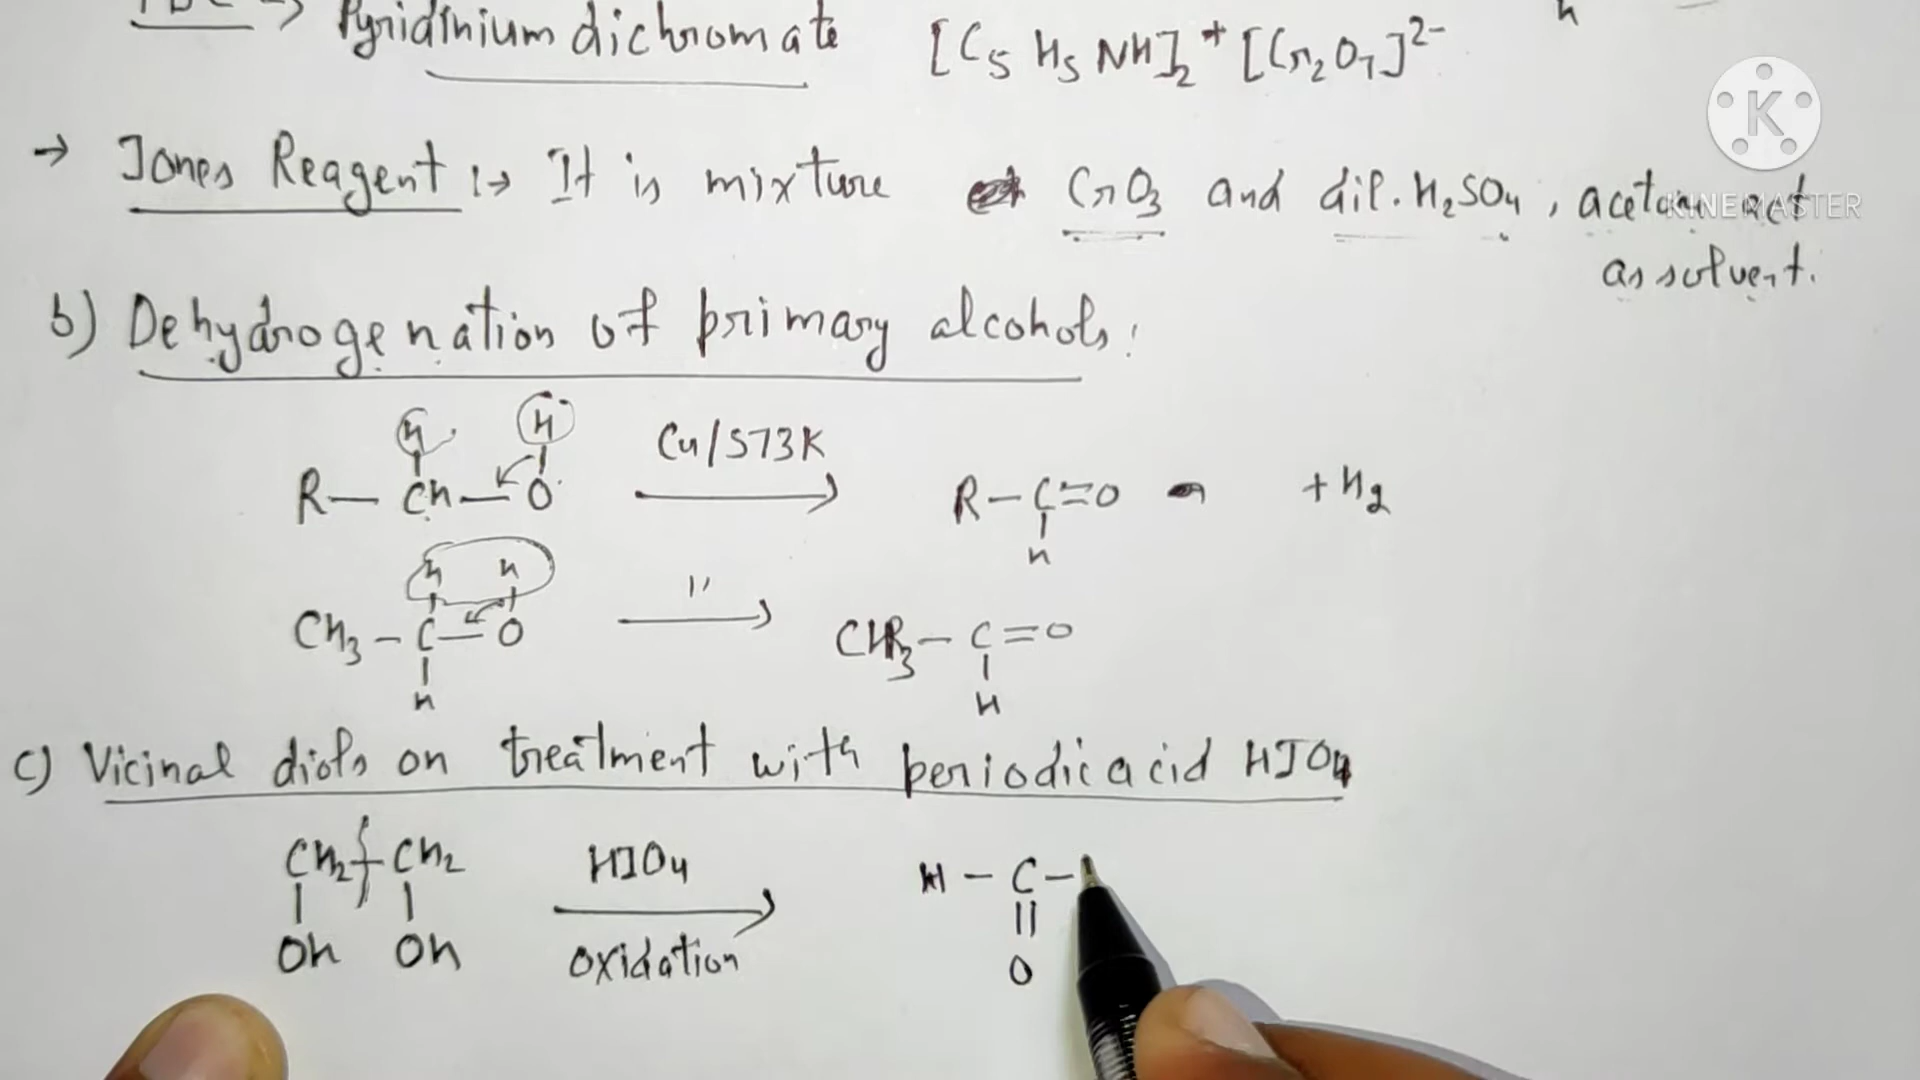 PDC → Pyridinium dichromate [C5H5NH]2+ [Cr2O7]2-
→ Jones Reagent :→ It is mixture CrO3 and dil. H2SO4, acetone act
as solvent.
K
KINEMASTER
b) Dehydrogenation of primary alcohols:
H H
R — CH — O Cu/573K R — C = O + H2
H
H H
CH3 — C — O " CH3 — C = O
H H
c) Vicinal diols on treatment with periodic acid HIO4
CH2 CH2 HIO4 H — C —
OH OH oxidation O